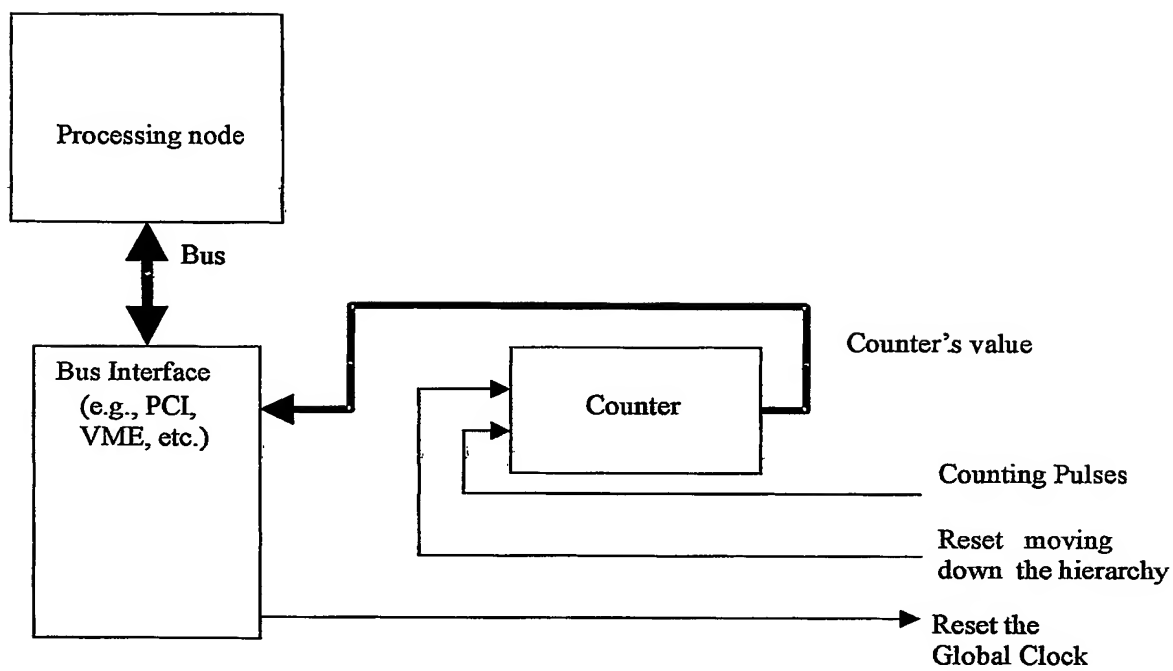 Processing node
Bus
Bus Interface
(e.g., PCI,
VME, etc.)
Counter
Counter's value
Counting Pulses
Reset moving
down the hierarchy
Reset the
Global Clock